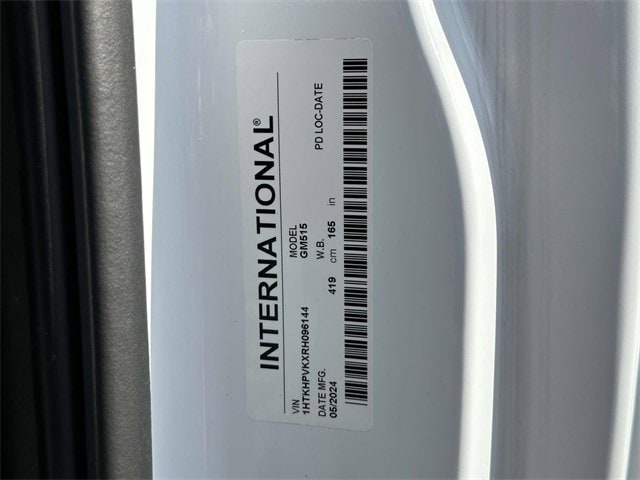 INTERNATIONAL®
VIN MODEL
1HTKHPVKXRH096144 GM515
DATE MFG. W.B. PD LOC-DATE
05/2024 419 cm 165 in